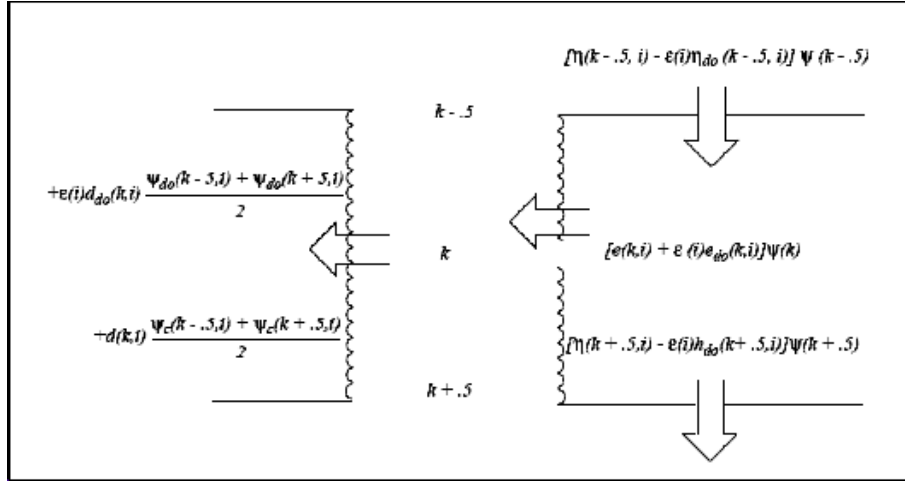 [η(k - .5, i) - ε(i)η_do (k - .5, i)] ψ (k - .5)
k - .5
+ε(i)d_do(k,i) ψ_do(k - 5,i) + ψ_do(k + 5,i)
2
[e(k,i) + ε (i)e_do(k,i)]ψ(k)
k
+d(k,i) ψ_c(k - .5,i) + ψ_c(k + .5,i)
2
[η(k + .5,i) - ε(i)h_do(k+ .5,i)]ψ(k + .5)
k + .5